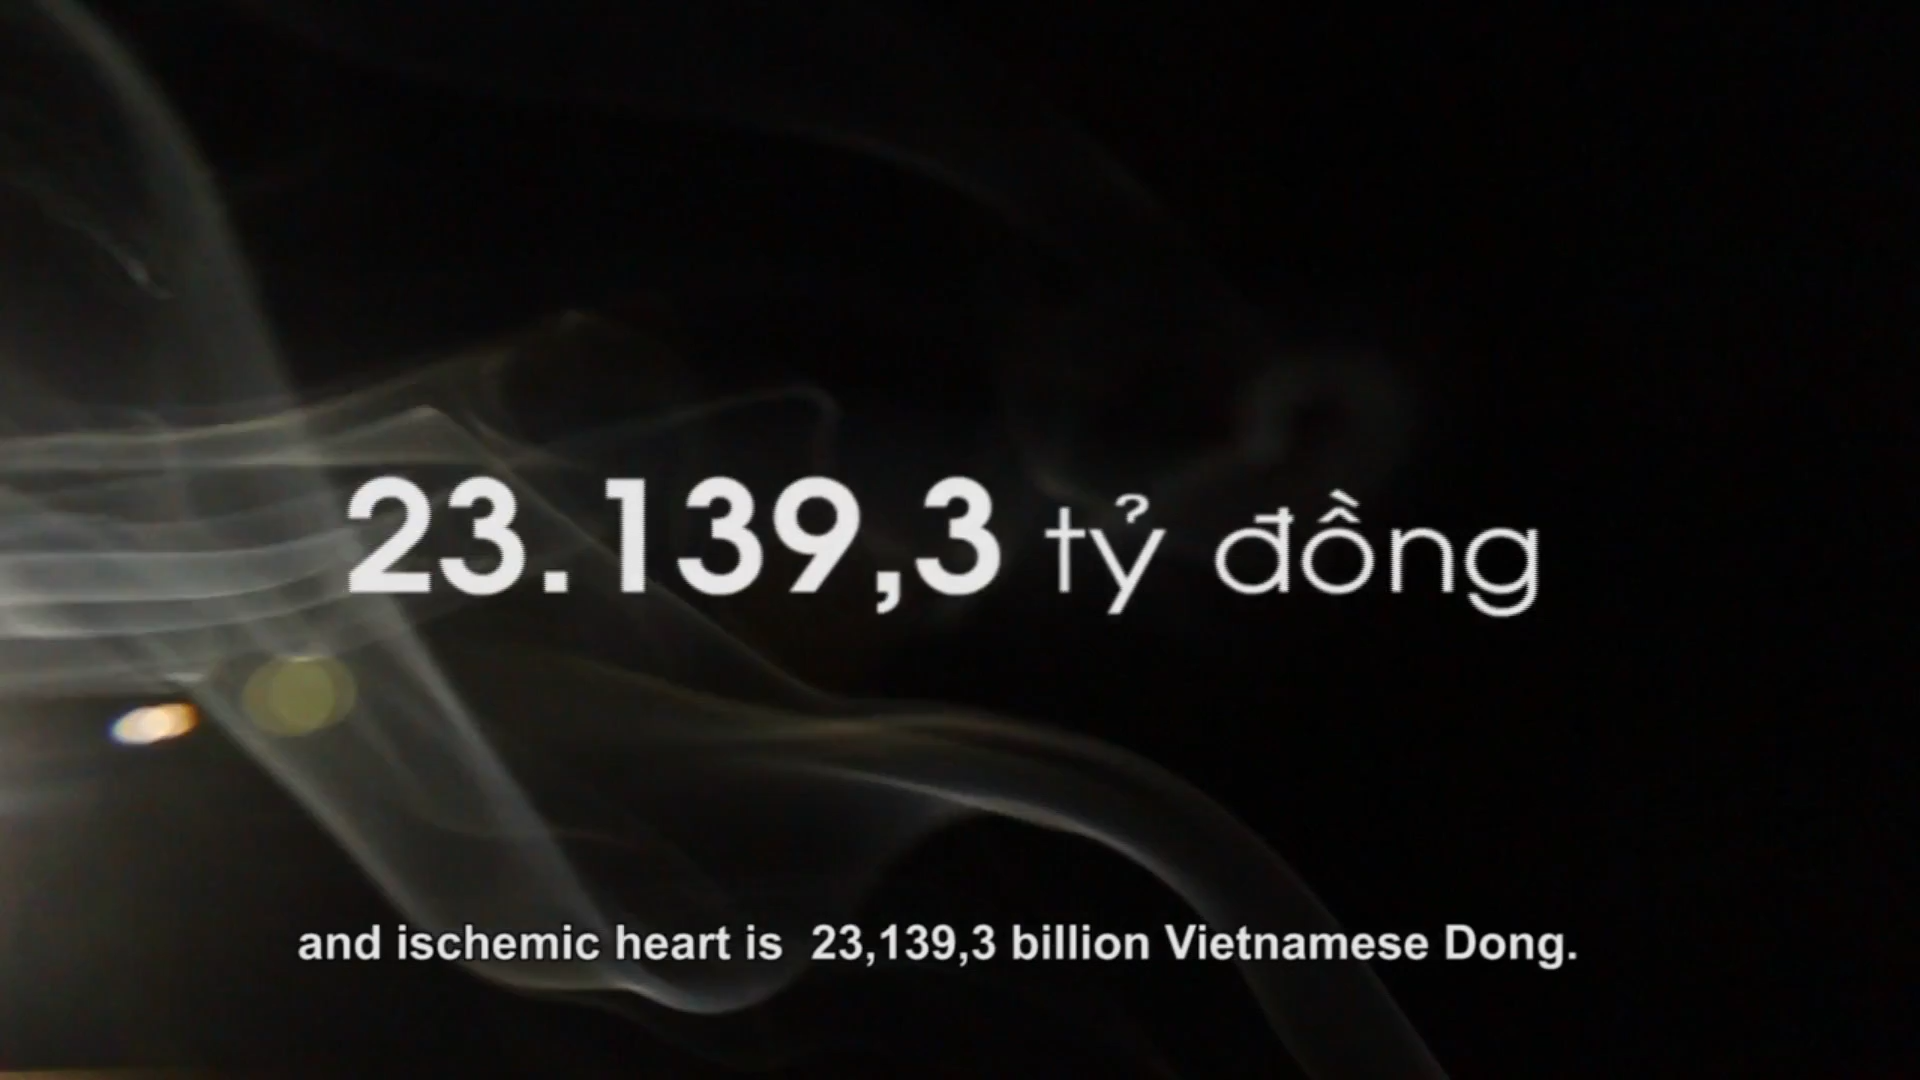 23.139,3 tỷ đồng
and ischemic heart is  23,139,3 billion Vietnamese Dong.